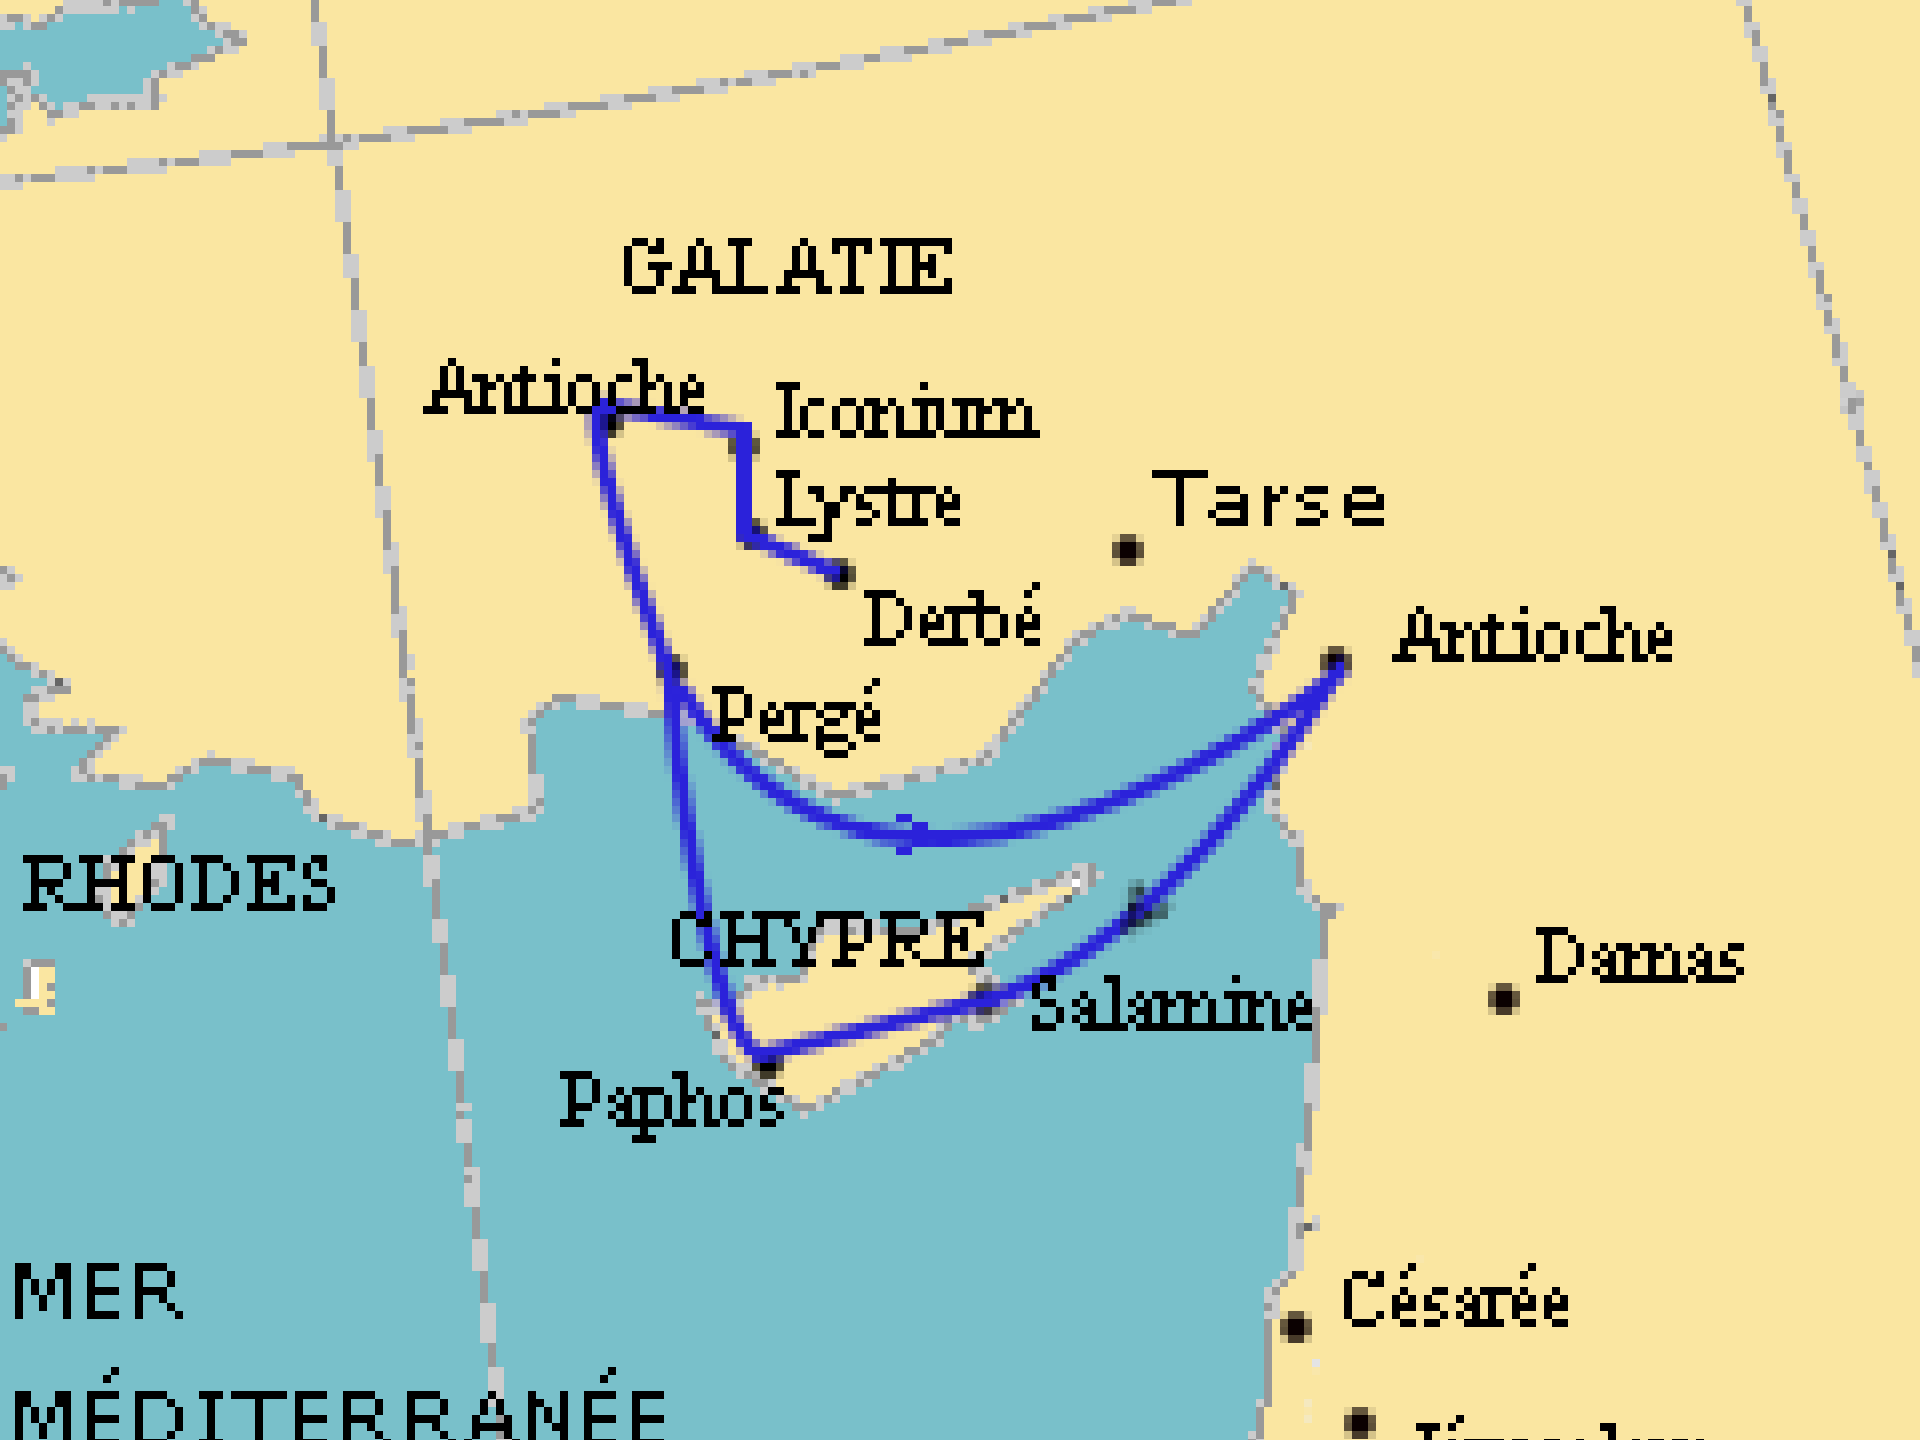 GALATIE
Antioche
Iconium
Lystre
Tarse
Derbé
Antioche
Pergé
RHODES
CHYPRE
Damas
Salamine
Paphos
MER
MÉDITERRANÉE
Césarée